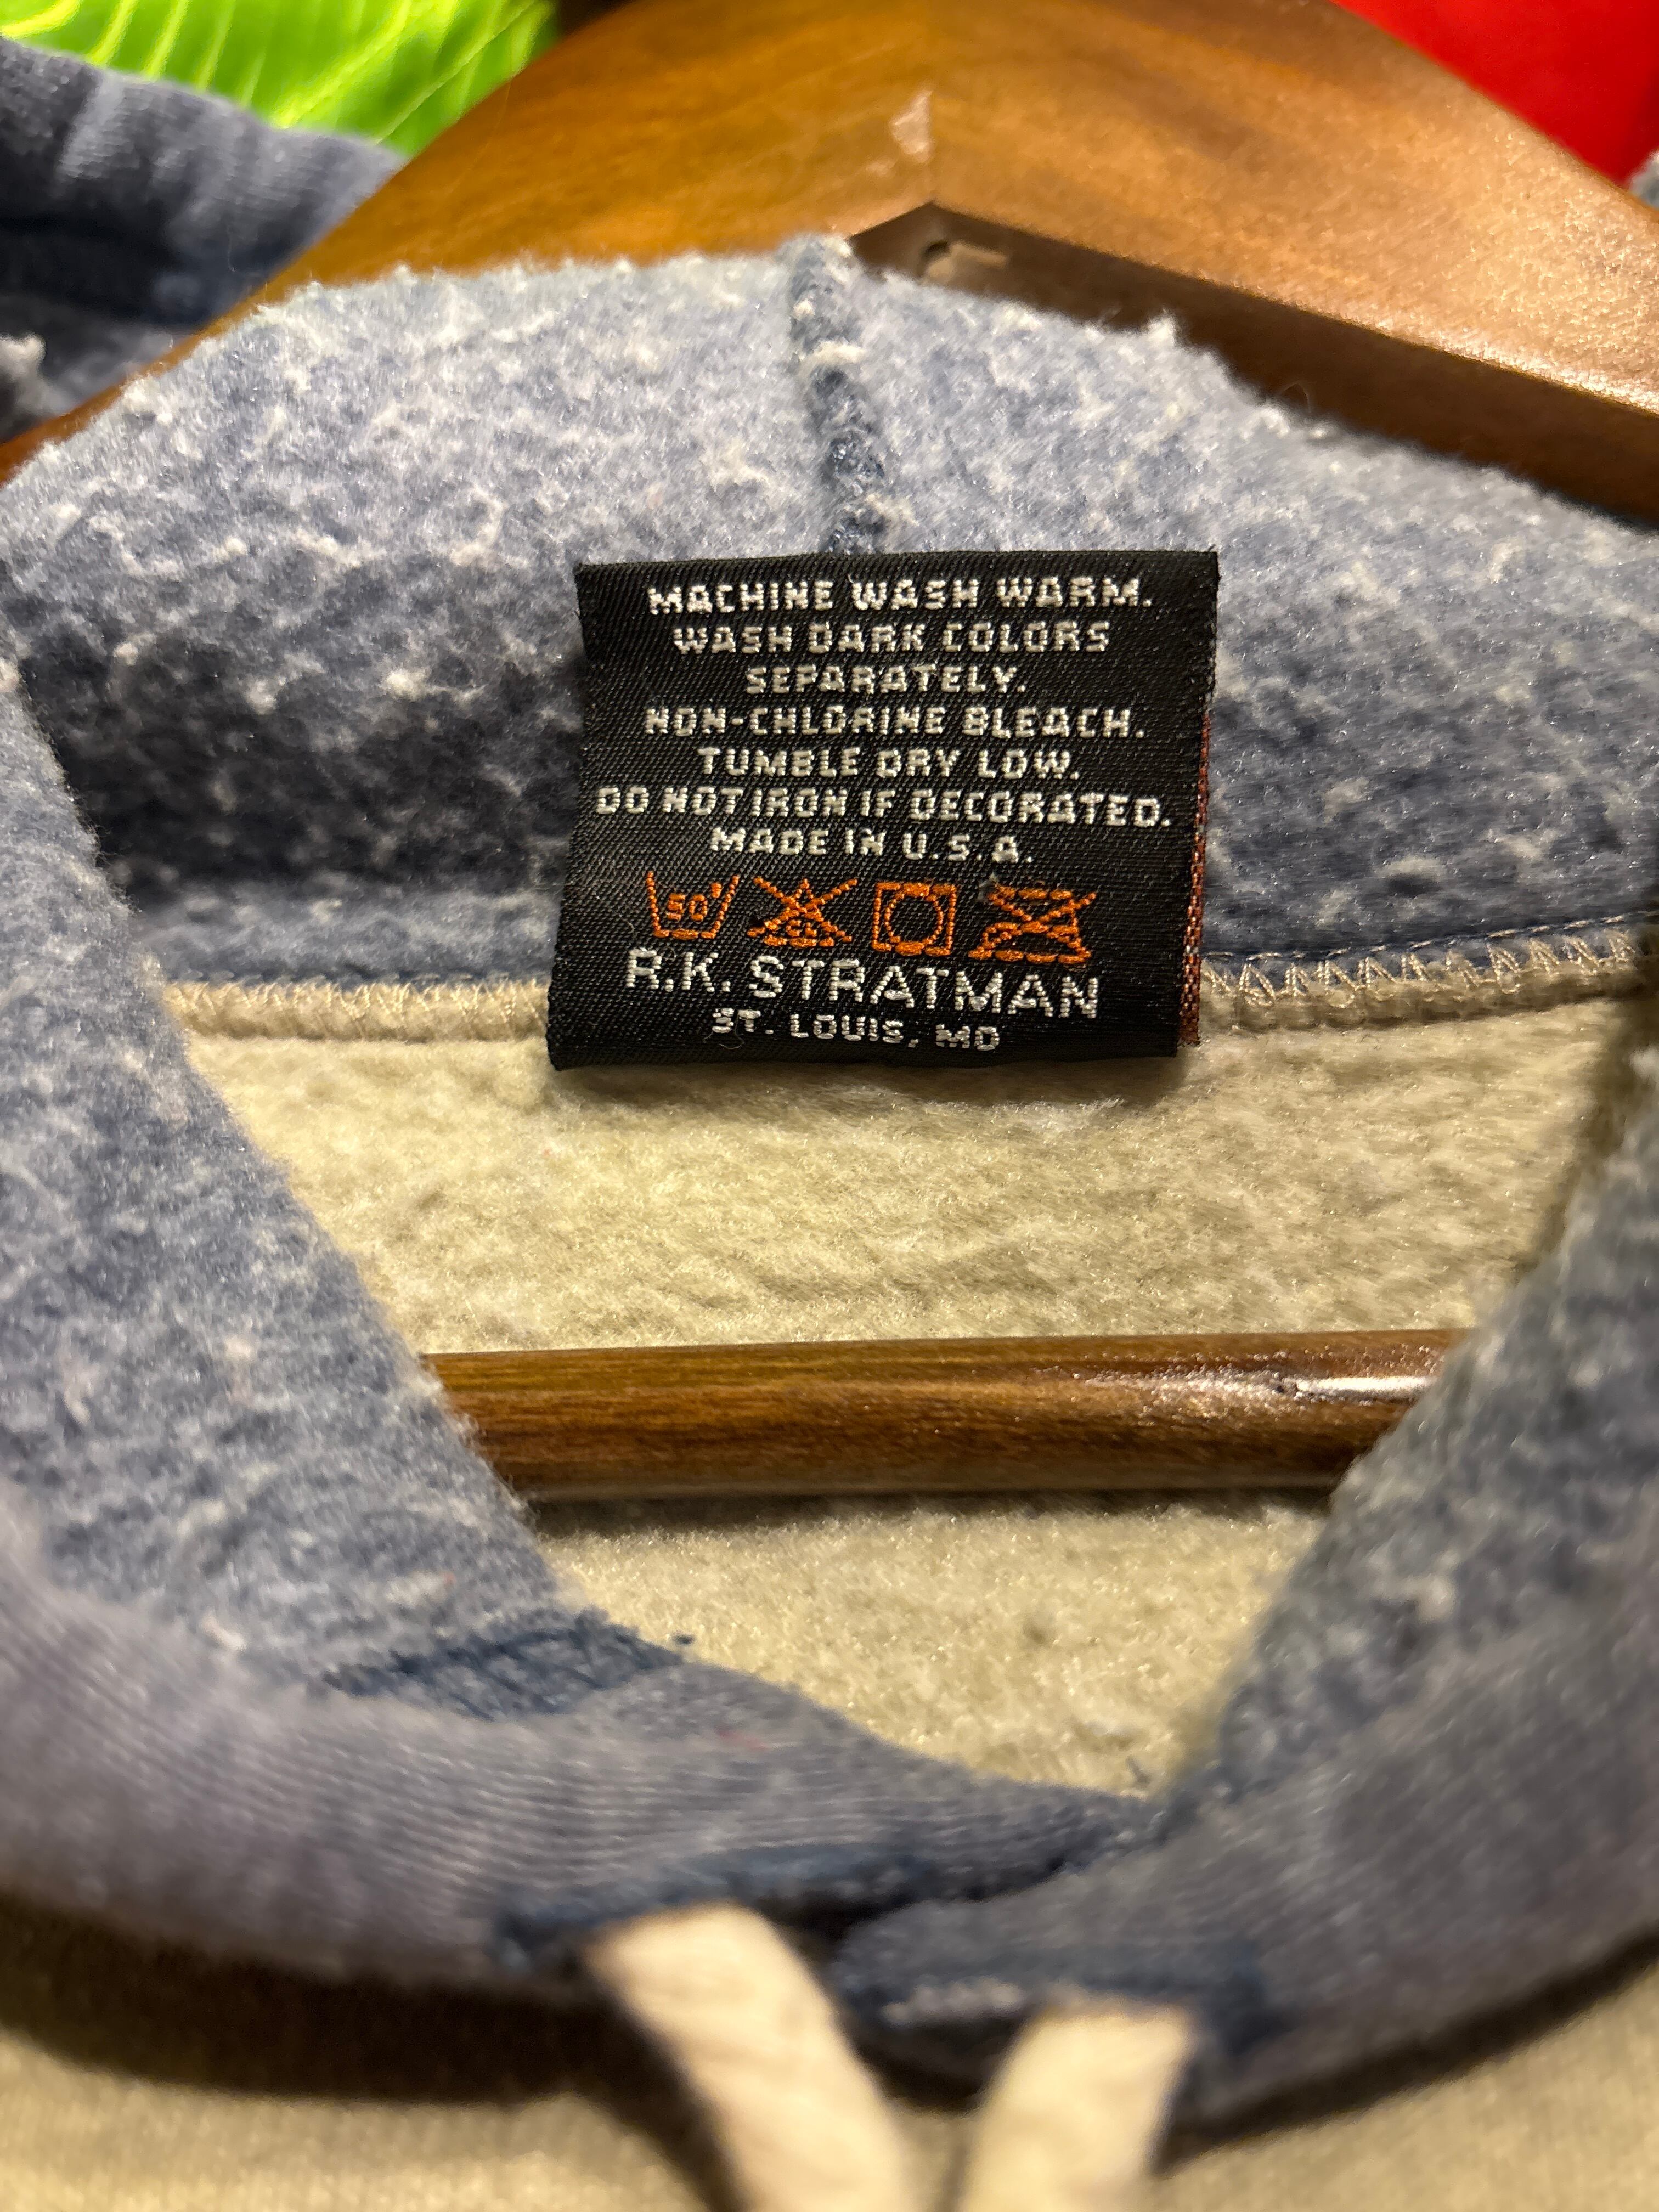 MACHINE WASH WARM.
WASH DARK COLORS
SEPARATELY.
NON-CHLORINE BLEACH.
TUMBLE DRY LOW.
DO NOT IRON IF DECORATED.
MADE IN U.S.A.
50° CL
R.K. STRATMAN
ST. LOUIS, MO